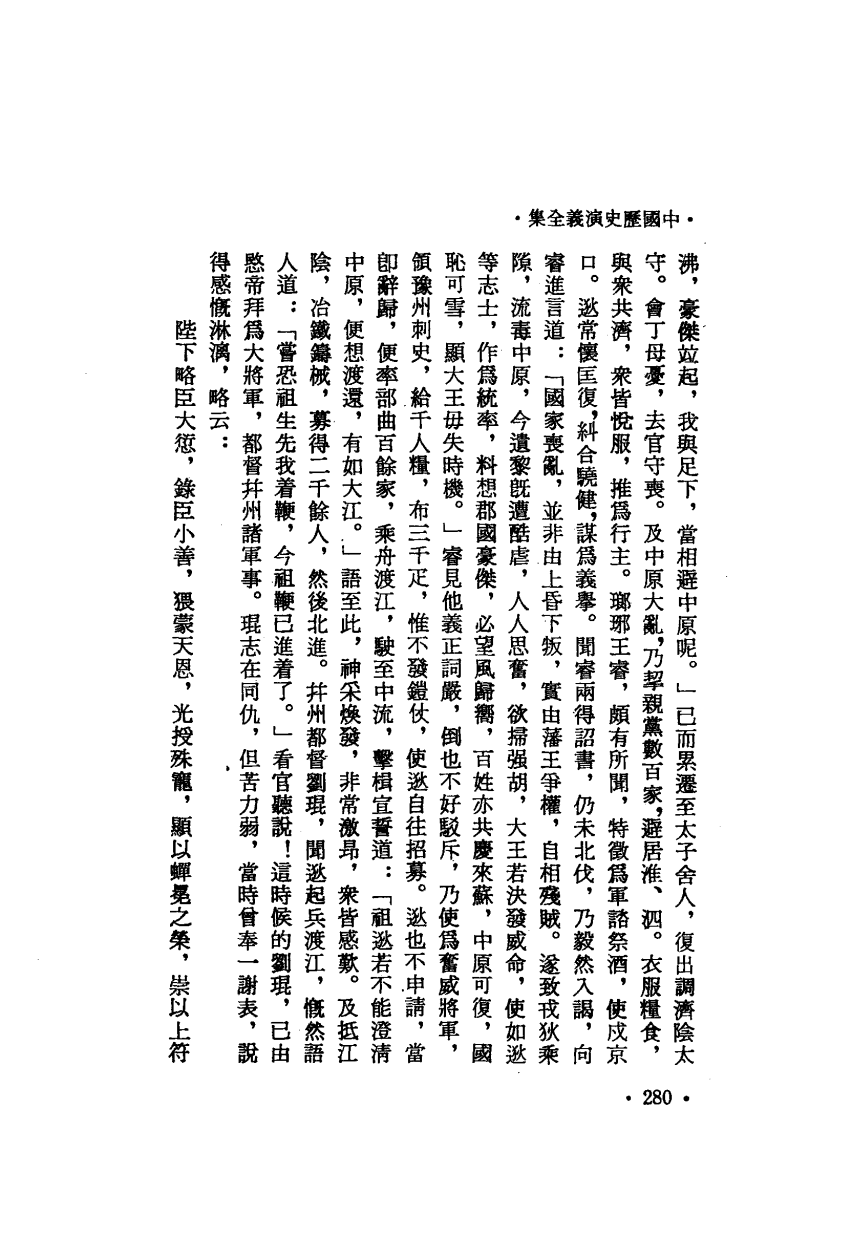 ·中國歷史演義全集·
沸，豪傑竝起，我與足下，當相避中原呢。」已而累遷至太子舍人，復出調濟陰太
守。會丁母憂，去官守喪。及中原大亂，乃挈親黨數百家，避居淮、泗。衣服糧食，
與衆共濟，衆皆悅服，推爲行主。瑯琊王睿，頗有所聞，特徵爲軍諮祭酒，使戍京
口。逖常懷匡復，糾合驍健，謀爲義擧。聞睿兩得詔書，仍未北伐，乃毅然入謁，向
睿進言道：「國家喪亂，並非由上昏下叛，實由藩王爭權，自相殘賊。遂致戎狄乘
隙，流毒中原，今遺黎旣遭酷虐，人人思奮，欲掃强胡，大王若決發威命，使如逖
等志士，作爲統率，料想郡國豪傑，必望風歸嚮，百姓亦共慶來蘇，中原可復，國
恥可雪，顯大王毋失時機。」睿見他義正詞嚴，倒也不好駁斥，乃使爲奮威將軍，
領豫州刺史，給千人糧，布三千疋，惟不發鎧仗，使逖自往招募。逖也不申請，當
卽辭歸，便率部曲百餘家，乘舟渡江，駛至中流，擊楫宣誓道：「祖逖若不能澄清
中原，便想渡還，有如大江。」語至此，神采煥發，非常激昂，衆皆感歎。及抵江
陰，冶鐵鑄械，募得二千餘人，然後北進。幷州都督劉琨，聞逖起兵渡江，慨然語
人道：「嘗恐祖生先我着鞭，今祖鞭已進着了。」看官聽說！這時候的劉琨，已由
愍帝拜爲大將軍，都督幷州諸軍事。琨志在同仇，但苦力弱，當時曾奉一謝表，說
得感慨淋漓，略云：
陛下略臣大愆，錄臣小善，猥蒙天恩，光授殊寵，顯以蟬冕之榮，崇以上符
·280·